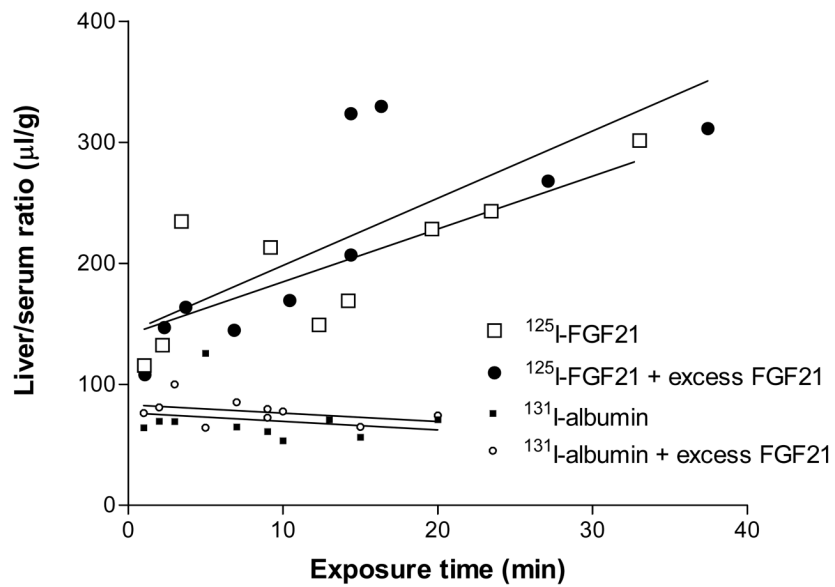 400
300
200
100
0
Liver/serum ratio (µl/g)
¹²⁵I-FGF21
¹²⁵I-FGF21 + excess FGF21
¹³¹I-albumin
¹³¹I-albumin + excess FGF21
0 10 20 30 40
Exposure time (min)